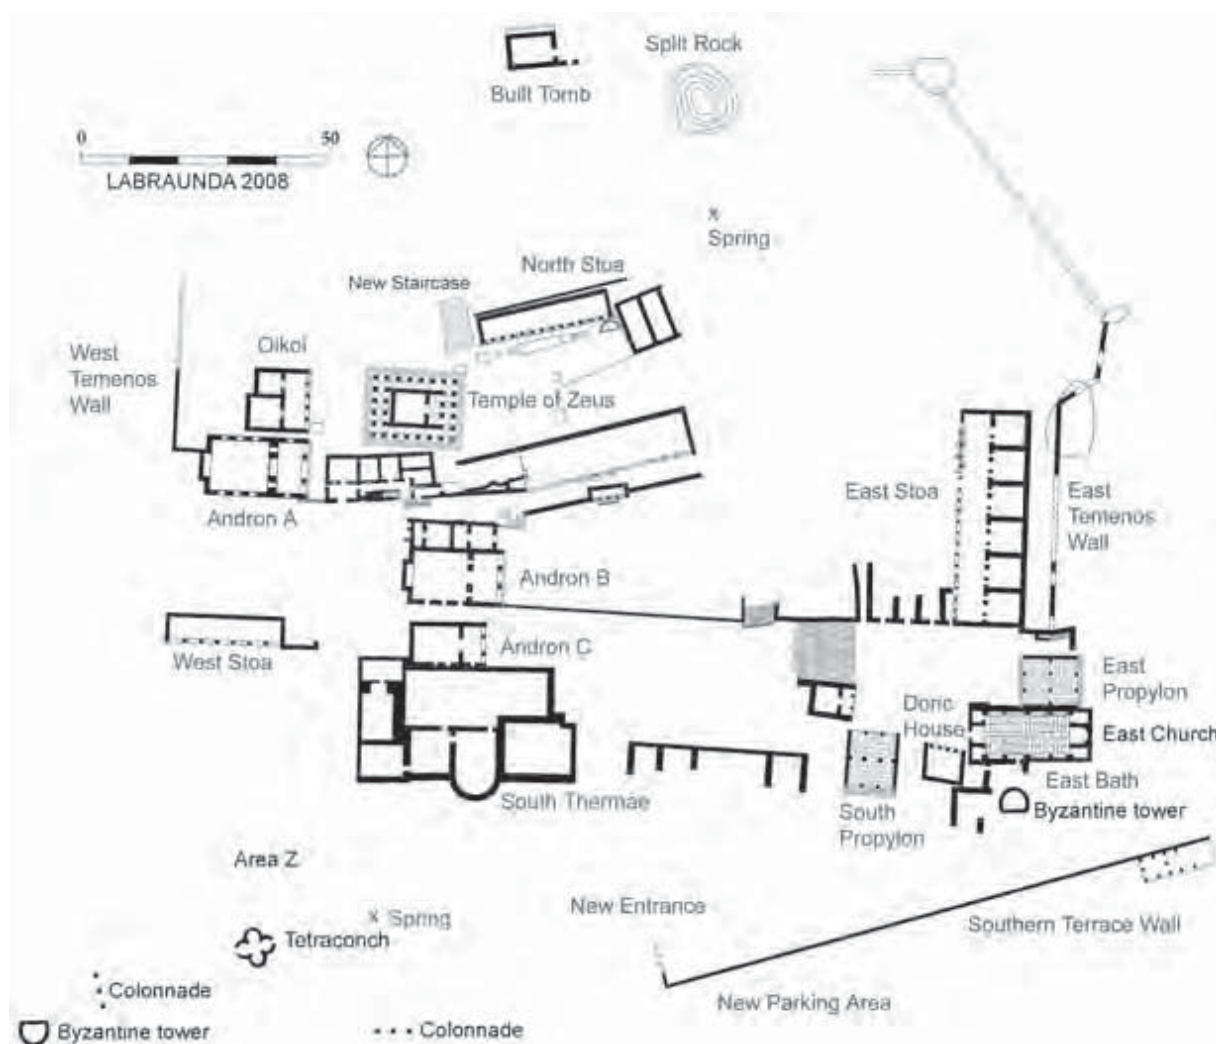 Split Rock
Built Tomb
0 50
LABRAUNDA 2008
x
Spring
North Stoa
New Staircase
Oikoi
West
Temenos
Wall
Temple of Zeus
Andron A
East Stoa
East
Temenos
Wall
Andron B
Andron C
West Stoa
East
Propylon
Doric
House
East Church
East Bath
South Thermae
South
Propylon
Byzantine tower
Area Z
x Spring
New Entrance
Southern Terrace Wall
Tetraconch
Colonnade
New Parking Area
Byzantine tower
Colonnade